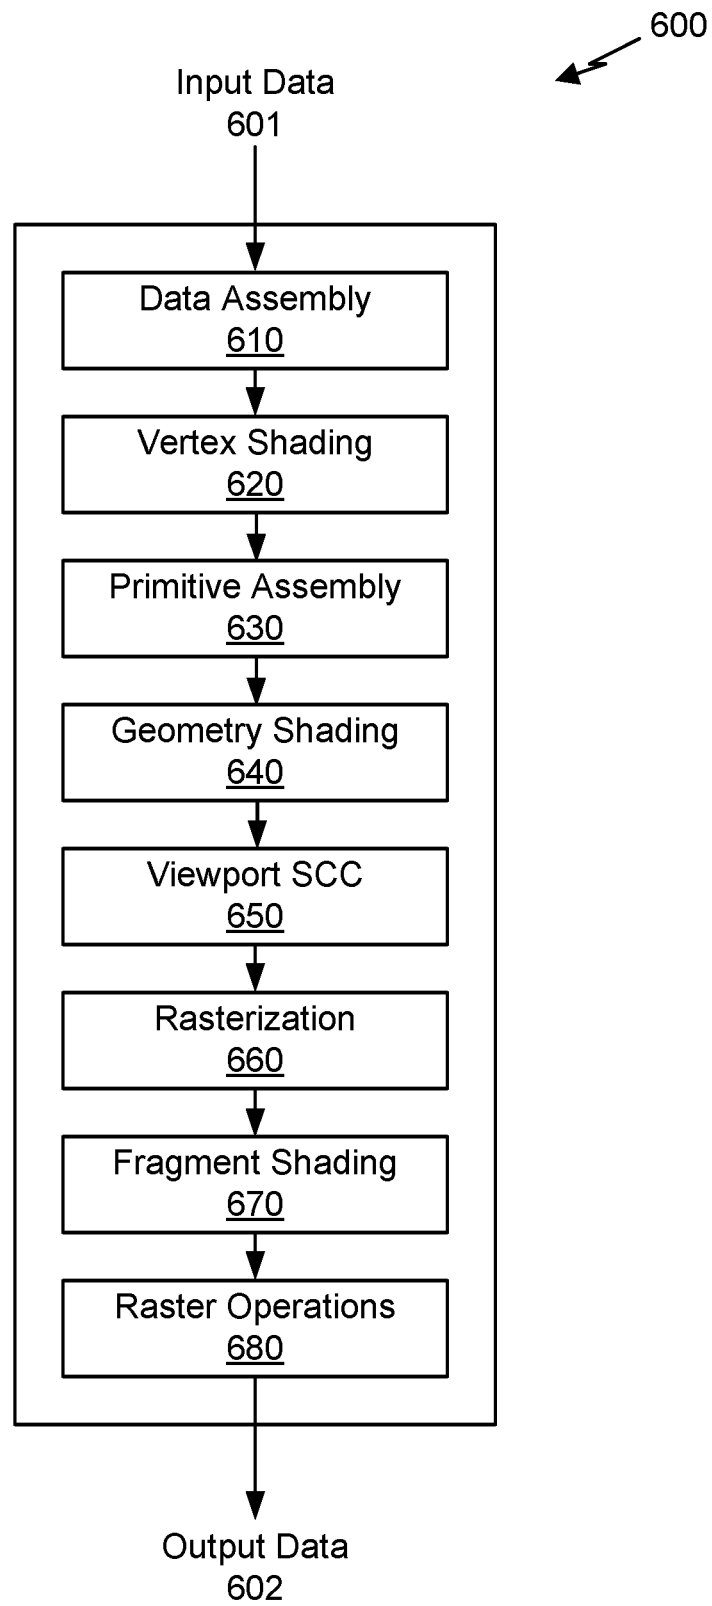 600
Input Data
601
Data Assembly
610
Vertex Shading
620
Primitive Assembly
630
Geometry Shading
640
Viewport SCC
650
Rasterization
660
Fragment Shading
670
Raster Operations
680
Output Data
602